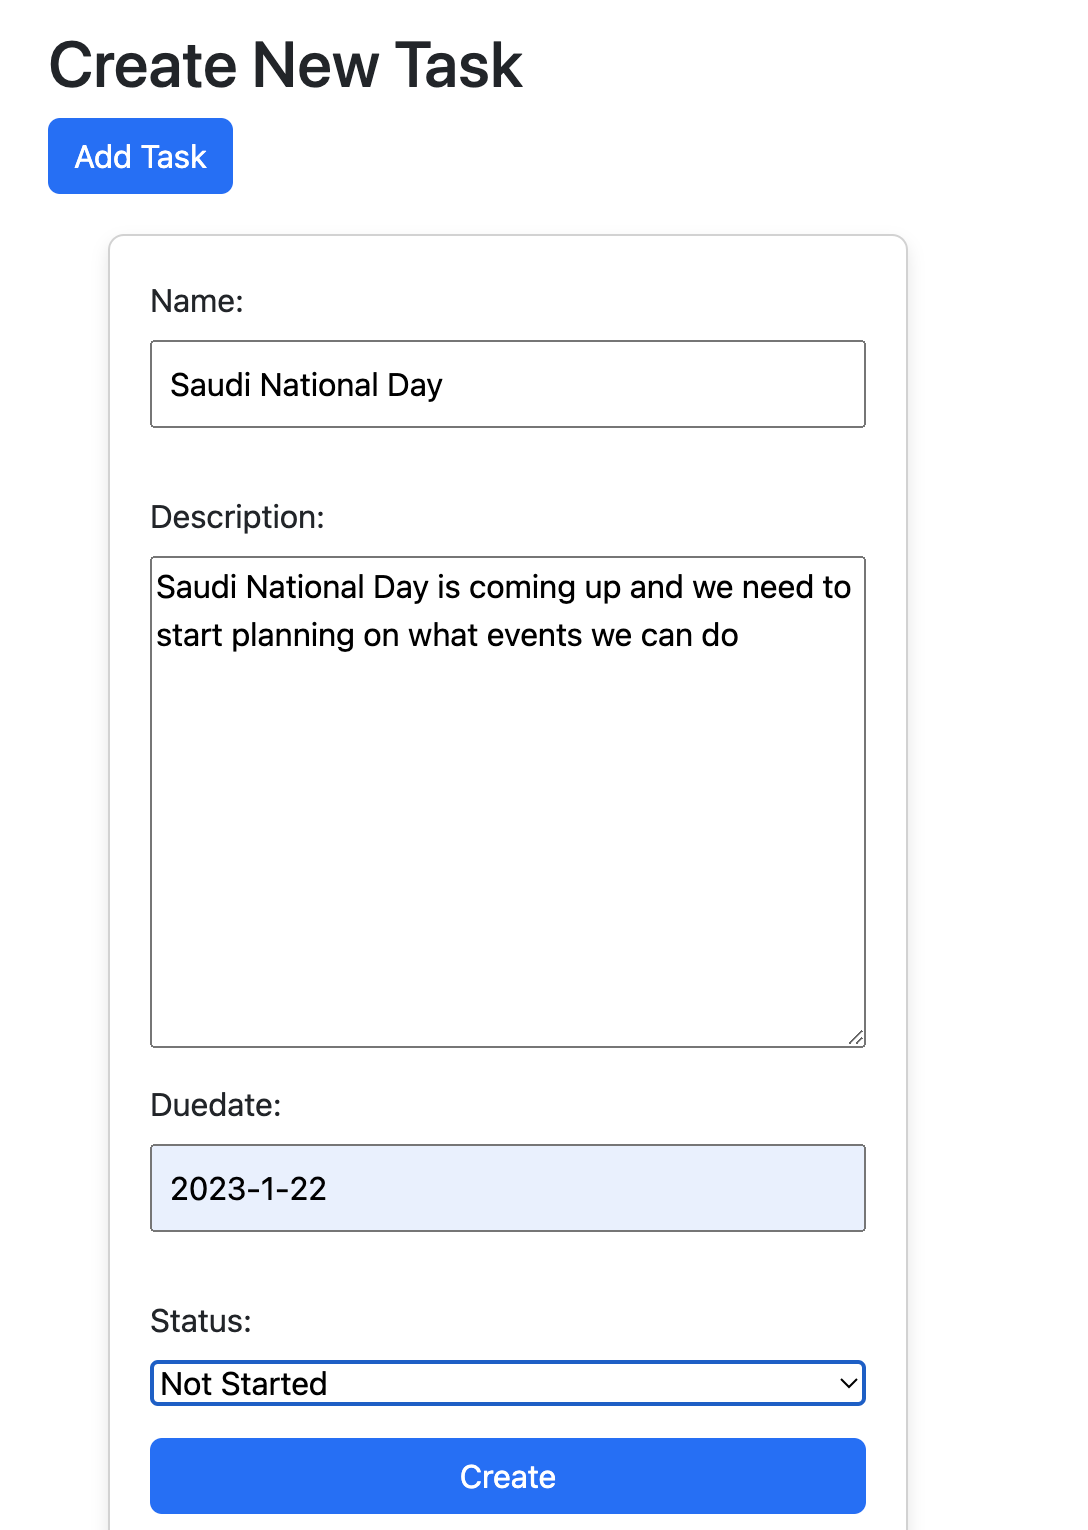 Create New Task
Add Task
Name:
Saudi National Day
Description:
Saudi National Day is coming up and we need to
start planning on what events we can do
Duedate:
2023-1-22
Status:
Not Started
Create